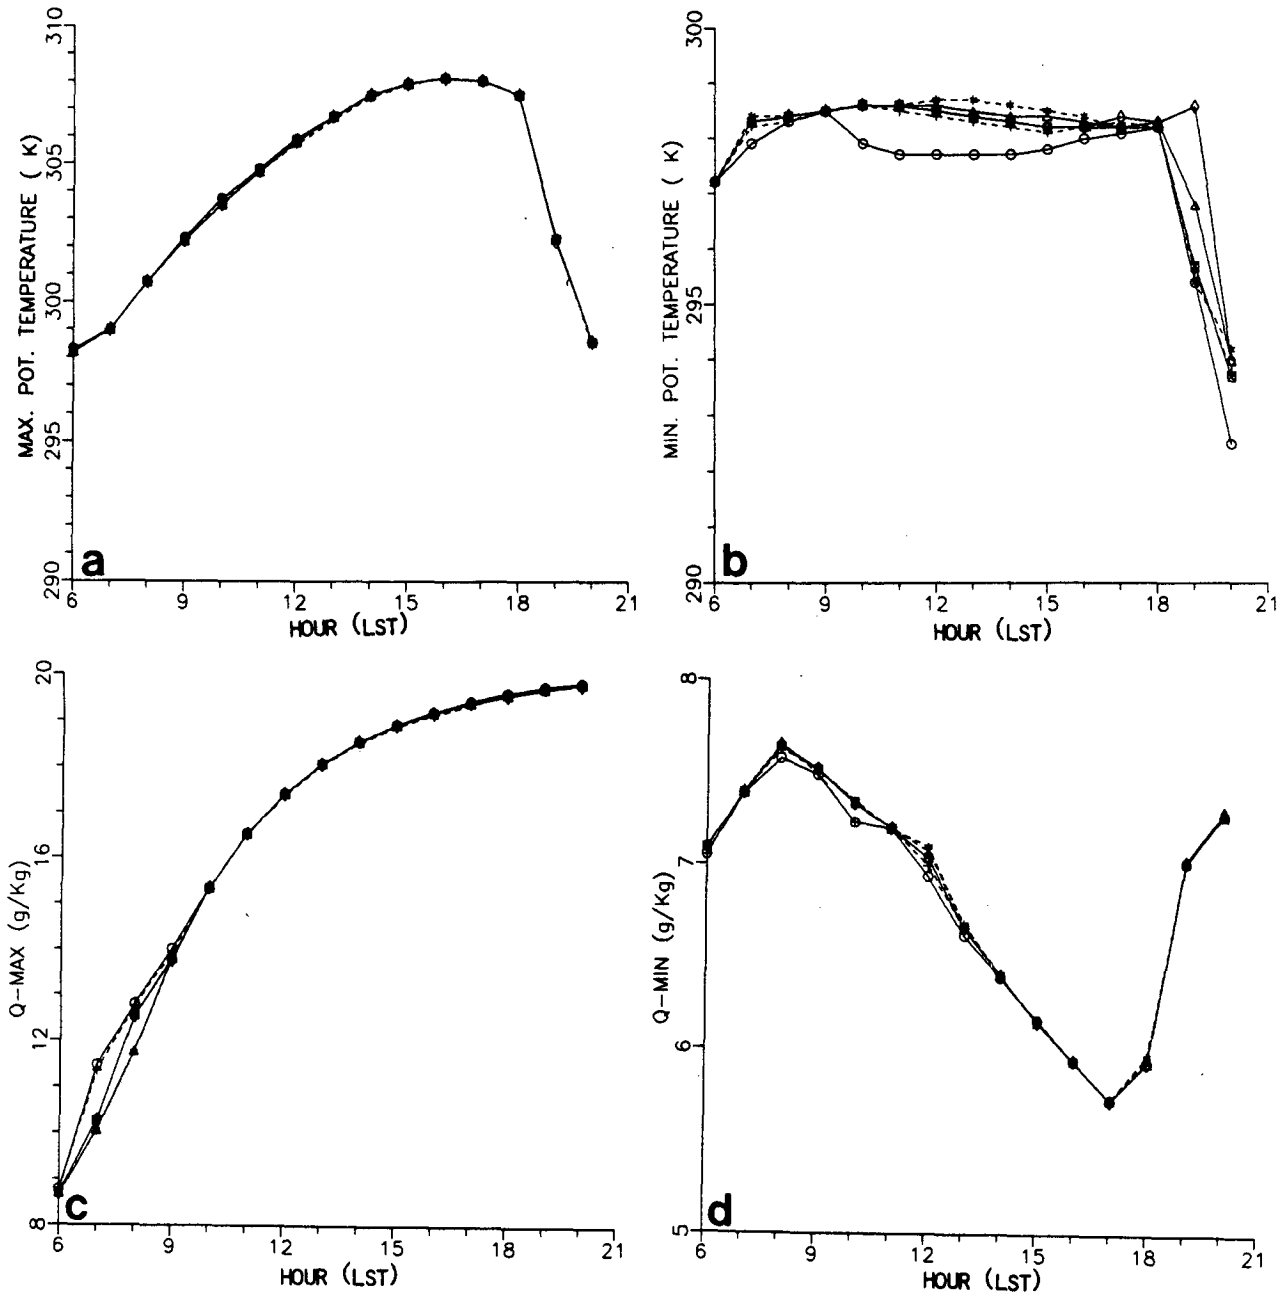 310
305
300
295
290
MAX. POT. TEMPERATURE ( K)
a
6 9 12 15 18 21
HOUR (LST)
300
295
90
MIN. POT. TEMPERATURE ( K)
b
6 9 12 15 18 21
HOUR (LST)
20
16
12
8
Q-MAX (g/Kg)
c
6 9 12 15 18 21
HOUR (LST)
8
7
6
5
Q-MIN (g/Kg)
d
6 9 12 15 18 21
HOUR (LST)